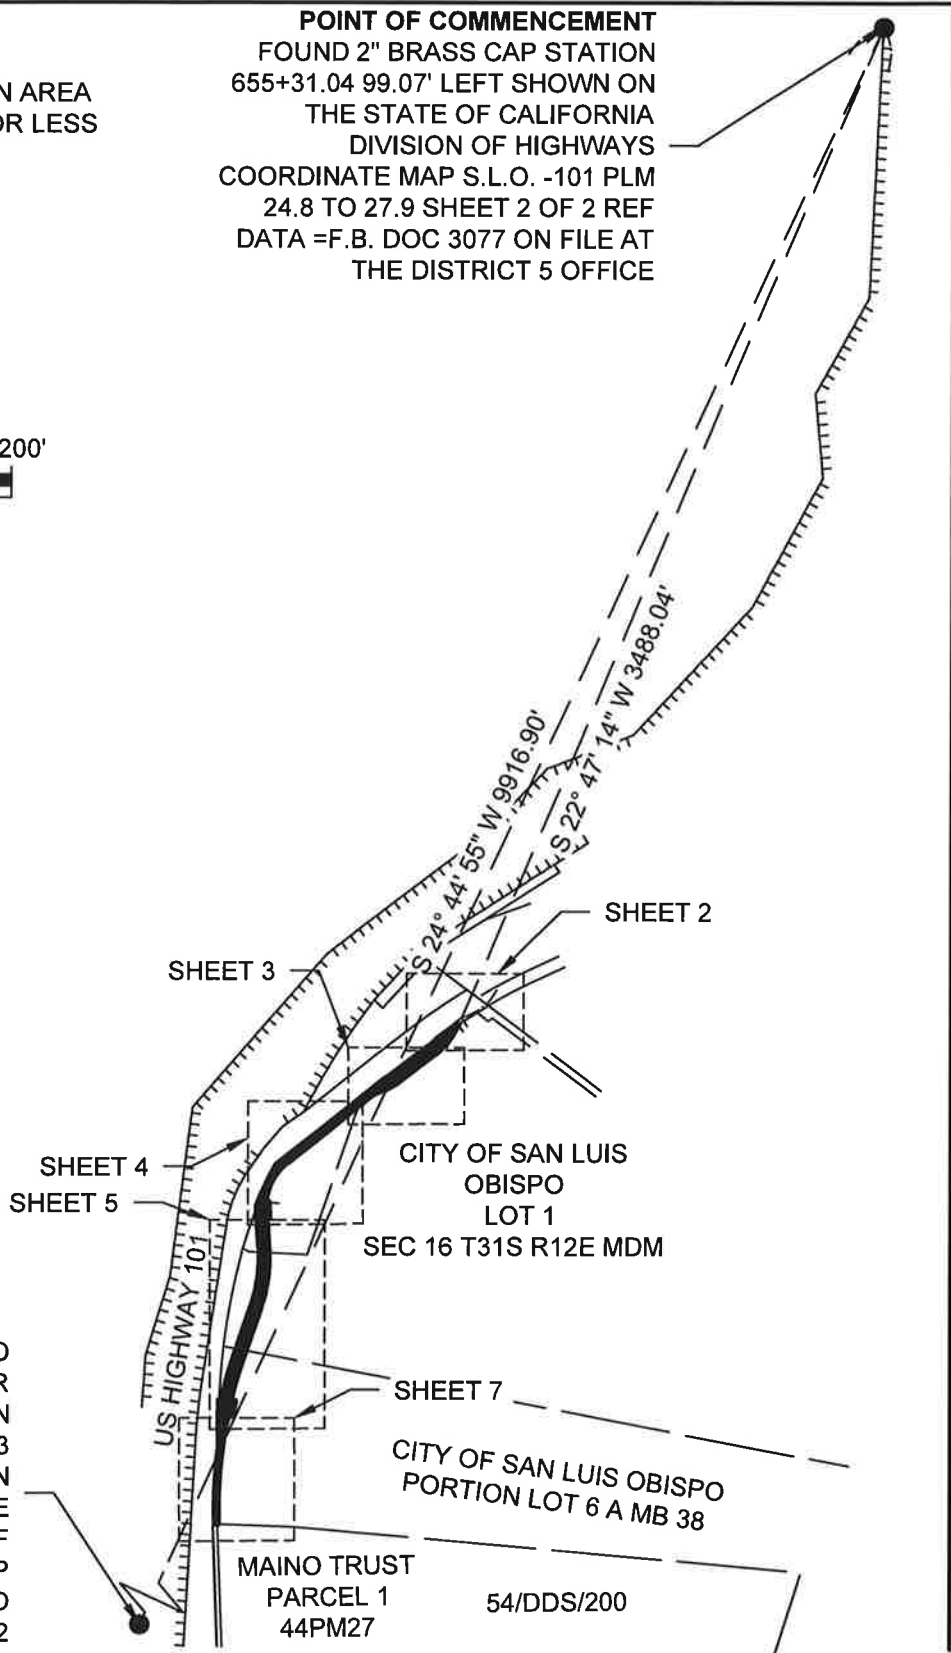 POINT OF COMMENCEMENT
FOUND 2" BRASS CAP STATION
655+31.04 99.07' LEFT SHOWN ON
THE STATE OF CALIFORNIA
DIVISION OF HIGHWAYS
COORDINATE MAP S.L.O. -101 PLM
24.8 TO 27.9 SHEET 2 OF 2 REF
DATA =F.B. DOC 3077 ON FILE AT
THE DISTRICT 5 OFFICE
N AREA
OR LESS
200'
S 24° 44' 55" W 9916.90'
S 22° 47' 14" W 3488.04'
SHEET 2
SHEET 3
SHEET 4
SHEET 5
CITY OF SAN LUIS
OBISPO
LOT 1
SEC 16 T31S R12E MDM
US HIGHWAY 101
SHEET 7
CITY OF SAN LUIS OBISPO
PORTION LOT 6 A MB 38
MAINO TRUST
PARCEL 1
44PM27
54/DDS/200
R
N
3
N
E
P
2